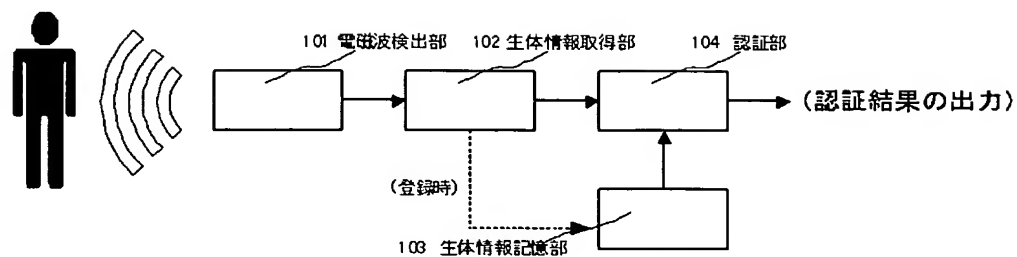 101 電磁波検出部
102 生体情報取得部
104 認証部
(認証結果の出力)
(登録時)
103 生体情報記憶部